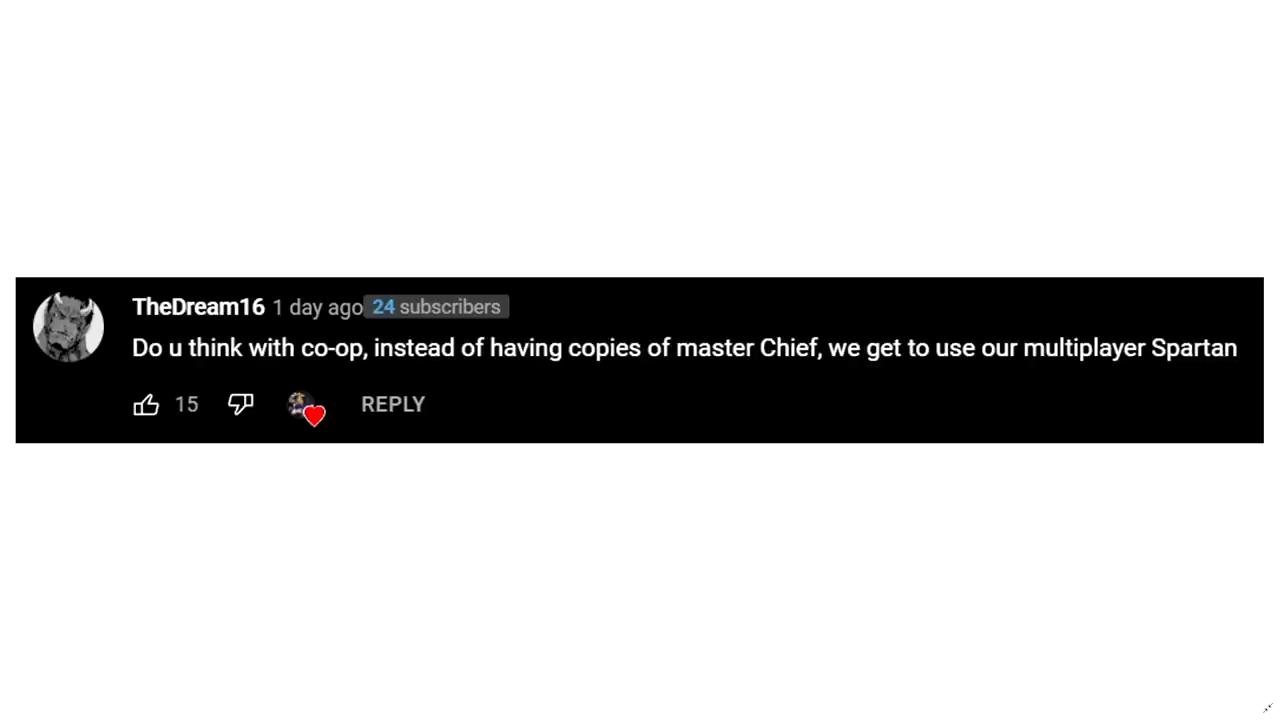 TheDream16 1 day ago 24 subscribers
Do u think with co-op, instead of having copies of master Chief, we get to use our multiplayer Spartan
15 REPLY